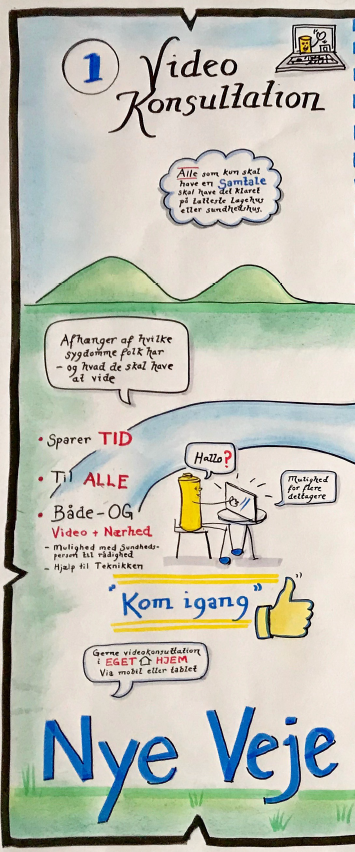 1
Video
Konsultation
Alle som kun skal
have en Samtale
skal have det klaret
på tætteste Lægehus
eller sundhedshus.
Afhænger af hvilke
sygdomme folk har
- og hvad de skal have
at vide
• Sparer TID
• Til ALLE
• Både-OG
Video + Nærhed
- Mulighed med Sundheds-
person til rådighed
- Hjælp til Teknikken
Hallo?
Mulighed
for flere
deltagere
"Kom igang"
Gerne videokonsultation
i EGET HJEM
Via mobil eller tablet
Nye Veje